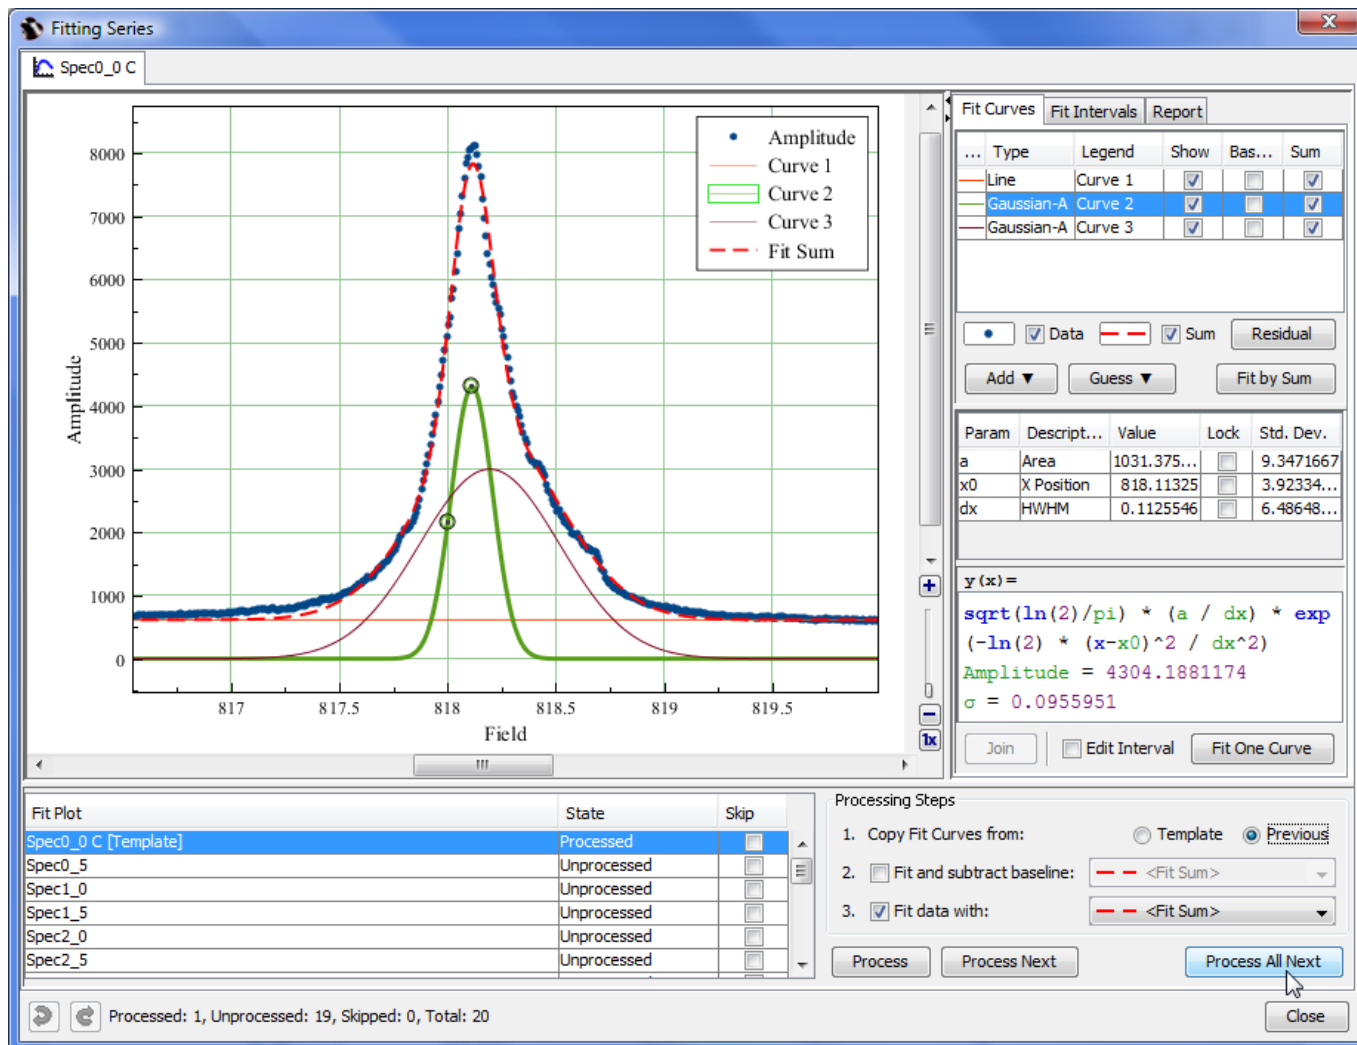 Fitting Series
Spec0_0 C
8000
7000
6000
5000
4000
3000
2000
1000
0
Amplitude
817
817.5
818
818.5
819
819.5
Field
Amplitude
Curve 1
Curve 2
Curve 3
Fit Sum
1x
Fit Curves Fit Intervals Report
... Type Legend Show Bas... Sum
Line Curve 1
Gaussian-A Curve 2
Gaussian-A Curve 3
Data Sum Residual
Add ▼ Guess ▼ Fit by Sum
Param Descript... Value Lock Std. Dev.
a Area 1031.375... 9.3471667
x0 X Position 818.11325 3.92334...
dx HWHM 0.1125546 6.48648...
y(x)=
sqrt(ln(2)/pi) * (a / dx) * exp
(-ln(2) * (x-x0)^2 / dx^2)
Amplitude = 4304.1881174
σ = 0.0955951
Join Edit Interval Fit One Curve
Fit Plot State Skip
Spec0_0 C [Template] Processed
Spec0_5 Unprocessed
Spec1_0 Unprocessed
Spec1_5 Unprocessed
Spec2_0 Unprocessed
Spec2_5 Unprocessed
Processing Steps
1. Copy Fit Curves from: Template Previous
2. Fit and subtract baseline: <Fit Sum>
3. Fit data with: <Fit Sum>
Process Process Next Process All Next
Processed: 1, Unprocessed: 19, Skipped: 0, Total: 20 Close